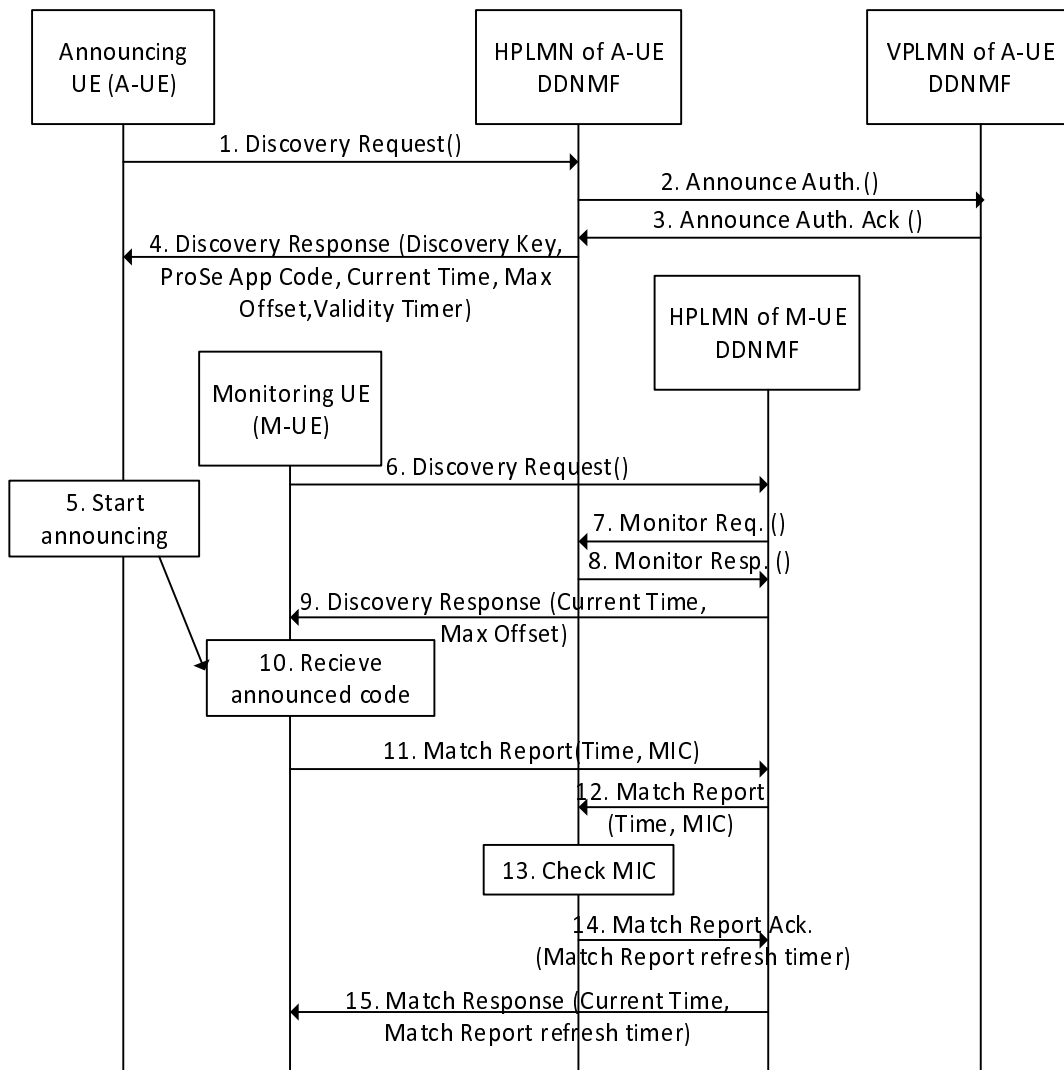 Announcing
UE (A-UE)
HPLMN of A-UE
DDNMF
VPLMN of A-UE
DDNMF
1. Discovery Request()
2. Announce Auth.()
3. Announce Auth. Ack ()
4. Discovery Response (Discovery Key,
ProSe App Code, Current Time, Max
Offset,Validity Timer)
HPLMN of M-UE
DDNMF
Monitoring UE
(M-UE)
6. Discovery Request()
5. Start
announcing
7. Monitor Req. ()
8. Monitor Resp. ()
9. Discovery Response (Current Time,
Max Offset)
10. Recieve
announced code
11. Match Report(Time, MIC)
12. Match Report
(Time, MIC)
13. Check MIC
14. Match Report Ack.
(Match Report refresh timer)
15. Match Response (Current Time,
Match Report refresh timer)